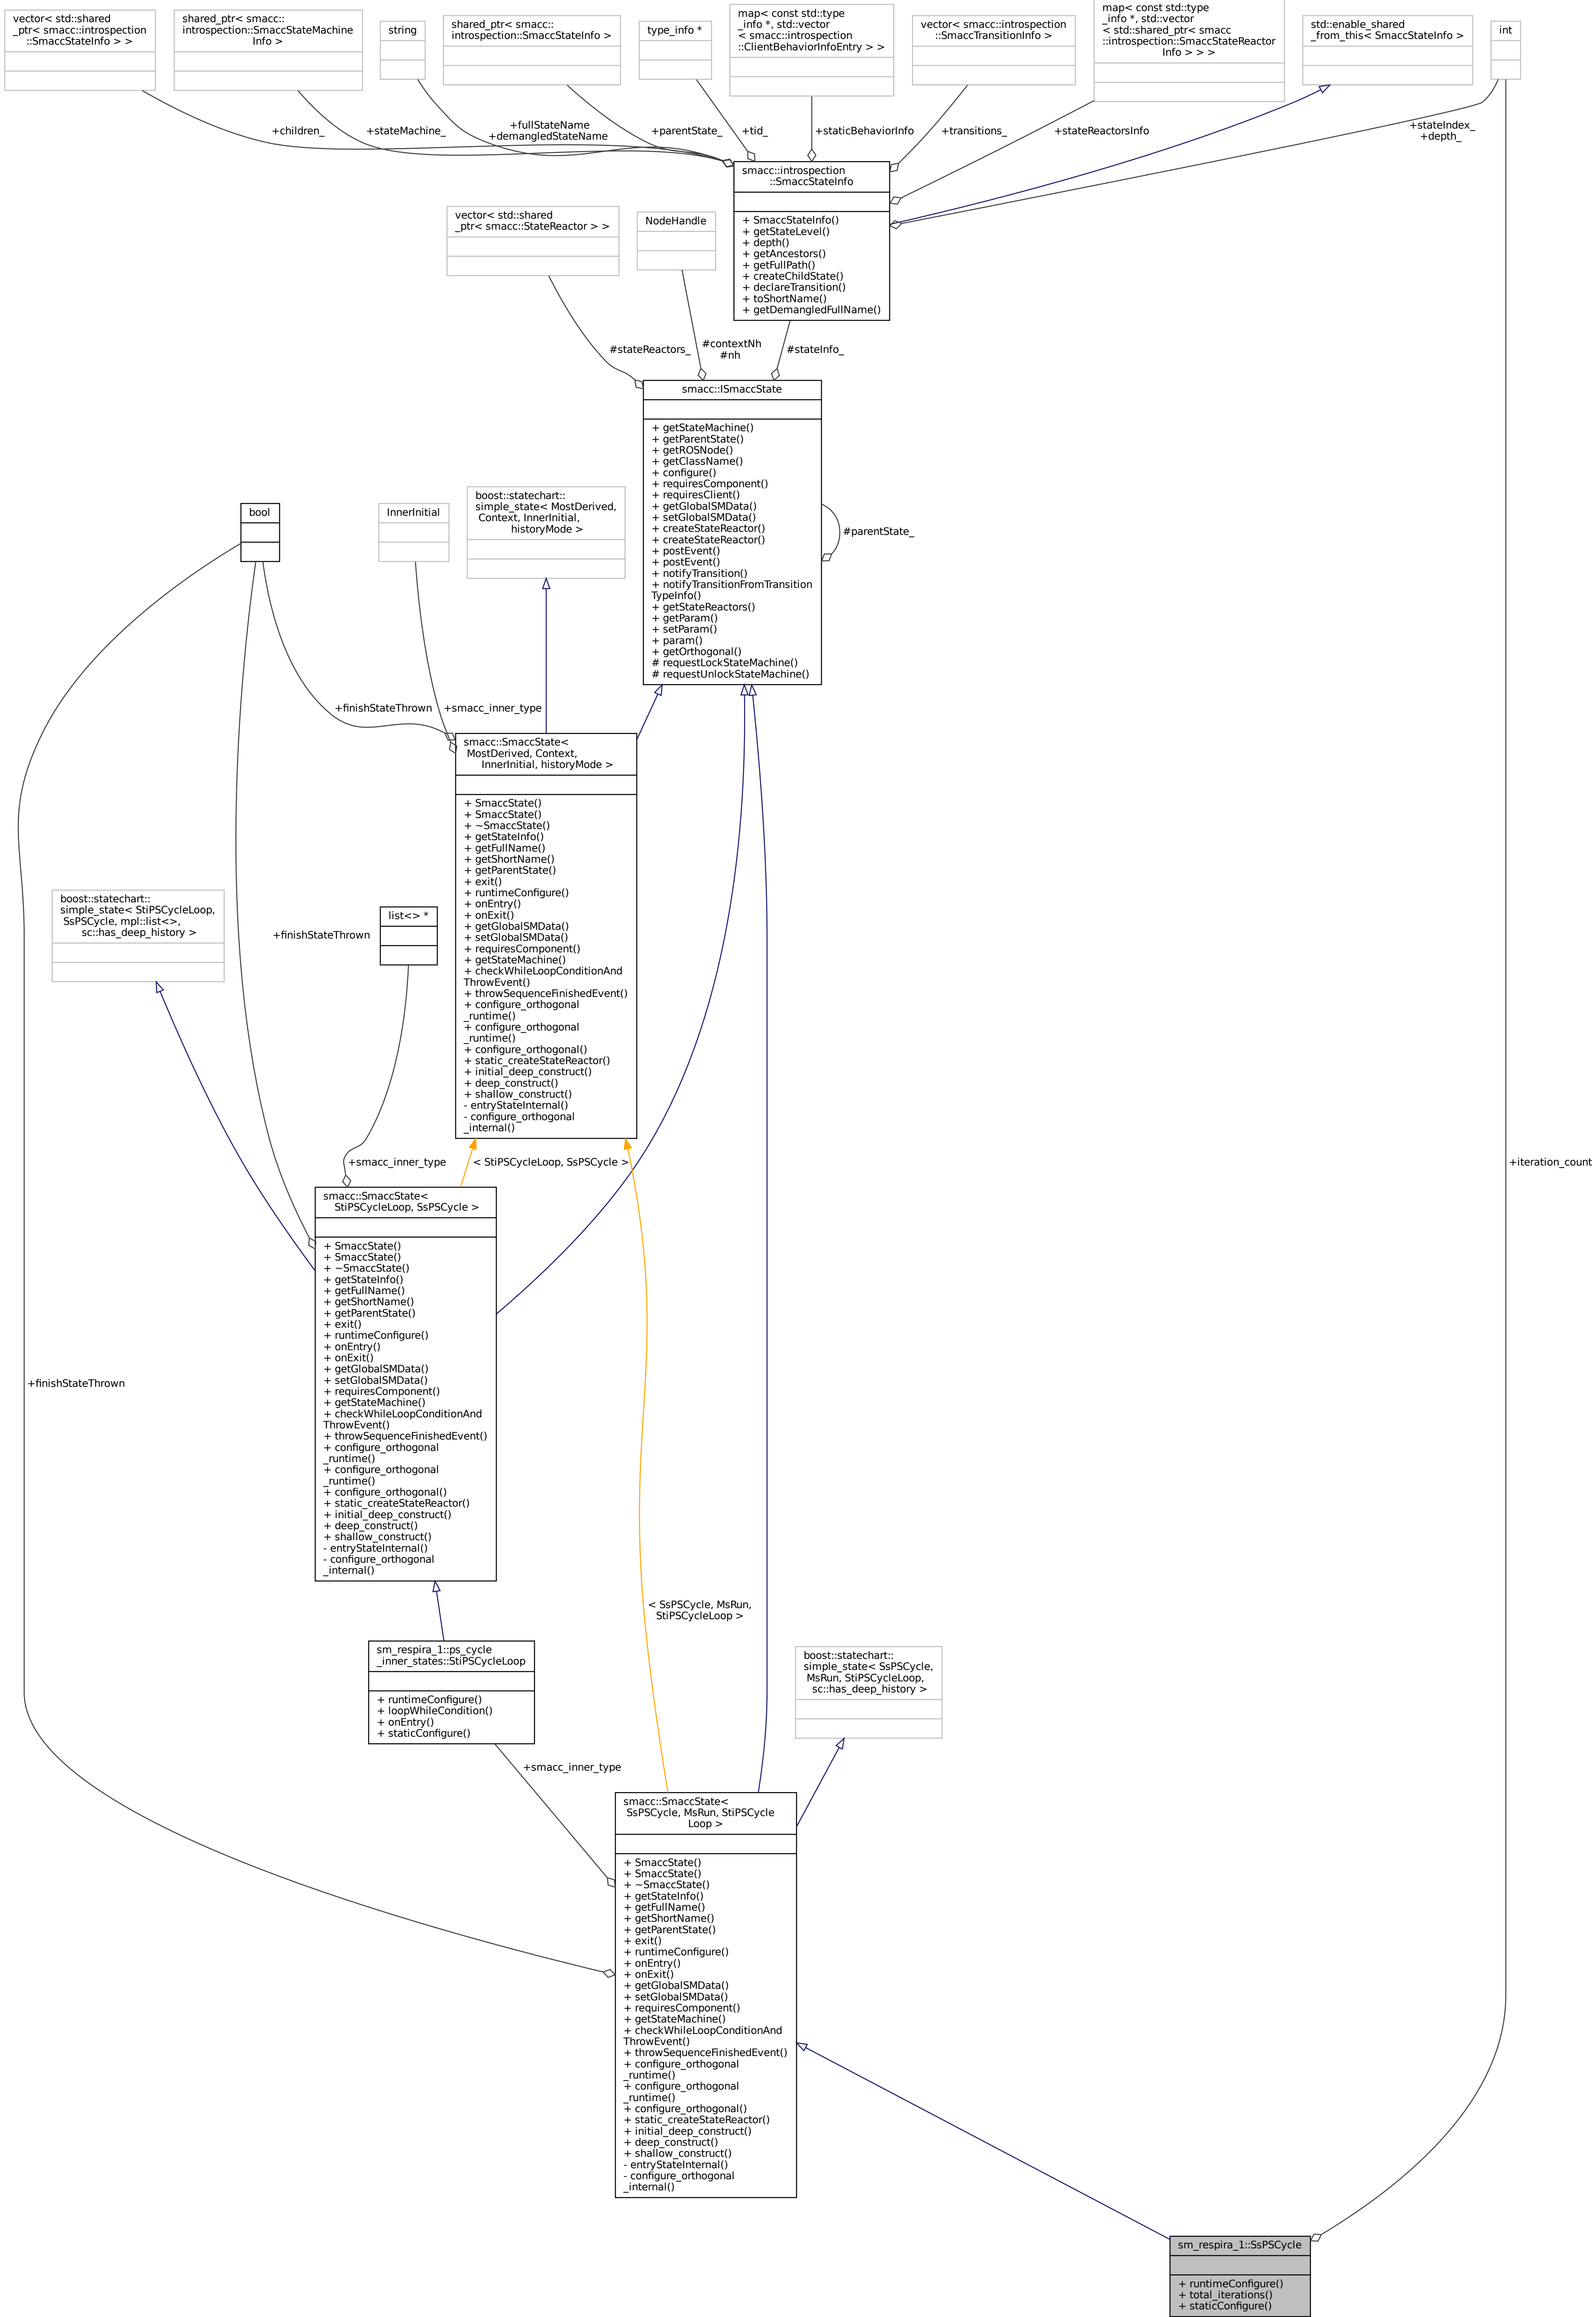 vector< std::shared
_ptr< smacc::introspection
::SmaccStateInfo > >
shared_ptr< smacc::
introspection::SmaccStateMachine
Info >
string
shared_ptr< smacc::
introspection::SmaccStateInfo >
type_info *
map< const std::type
_info *, std::vector
< smacc::introspection
::ClientBehaviorInfoEntry > >
vector< smacc::introspection
::SmaccTransitionInfo >
map< const std::type
_info *, std::vector
< std::shared_ptr< smacc
::introspection::SmaccStateReactor
Info > > >
std::enable_shared
_from_this< SmaccStateInfo >
int
+children_
+stateMachine_
+fullStateName
+demangledStateName
+parentState_
+tid_
+staticBehaviorInfo
+transitions_
+stateReactorsInfo
+stateIndex_
+depth_
smacc::introspection
::SmaccStateInfo
+ SmaccStateInfo()
+ getStateLevel()
+ depth()
+ getAncestors()
+ getFullPath()
+ createChildState()
+ declareTransition()
+ toShortName()
+ getDemangledFullName()
vector< std::shared
_ptr< smacc::StateReactor > >
NodeHandle
#stateReactors_
#contextNh
#nh
#stateInfo_
smacc::ISmaccState
+ getStateMachine()
+ getParentState()
+ getROSNode()
+ getClassName()
+ configure()
+ requiresComponent()
+ requiresClient()
+ getGlobalSMData()
+ setGlobalSMData()
+ createStateReactor()
+ createStateReactor()
+ postEvent()
+ postEvent()
+ notifyTransition()
+ notifyTransitionFromTransition
TypeInfo()
+ getStateReactors()
+ getParam()
+ setParam()
+ param()
+ getOrthogonal()
# requestLockStateMachine()
# requestUnlockStateMachine()
#parentState_
bool
InnerInitial
boost::statechart::
simple_state< MostDerived,
Context, InnerInitial,
historyMode >
+finishStateThrown
+smacc_inner_type
smacc::SmaccState<
MostDerived, Context,
InnerInitial, historyMode >
+ SmaccState()
+ SmaccState()
+ ~SmaccState()
+ getStateInfo()
+ getFullName()
+ getShortName()
+ getParentState()
+ exit()
+ runtimeConfigure()
+ onEntry()
+ onExit()
+ getGlobalSMData()
+ setGlobalSMData()
+ requiresComponent()
+ getStateMachine()
+ checkWhileLoopConditionAnd
ThrowEvent()
+ throwSequenceFinishedEvent()
+ configure_orthogonal
_runtime()
+ configure_orthogonal
_runtime()
+ configure_orthogonal()
+ static_createStateReactor()
+ initial_deep_construct()
+ deep_construct()
+ shallow_construct()
- entryStateInternal()
- configure_orthogonal
_internal()
boost::statechart::
simple_state< StiPSCycleLoop,
SsPSCycle, mpl::list<>,
sc::has_deep_history >
list<> *
+finishStateThrown
+smacc_inner_type
< StiPSCycleLoop, SsPSCycle >
+iteration_count
smacc::SmaccState<
StiPSCycleLoop, SsPSCycle >
+ SmaccState()
+ SmaccState()
+ ~SmaccState()
+ getStateInfo()
+ getFullName()
+ getShortName()
+ getParentState()
+ exit()
+ runtimeConfigure()
+ onEntry()
+ onExit()
+ getGlobalSMData()
+ setGlobalSMData()
+ requiresComponent()
+ getStateMachine()
+ checkWhileLoopConditionAnd
ThrowEvent()
+ throwSequenceFinishedEvent()
+ configure_orthogonal
_runtime()
+ configure_orthogonal
_runtime()
+ configure_orthogonal()
+ static_createStateReactor()
+ initial_deep_construct()
+ deep_construct()
+ shallow_construct()
- entryStateInternal()
- configure_orthogonal
_internal()
+finishStateThrown
< SsPSCycle, MsRun,
StiPSCycleLoop >
sm_respira_1::ps_cycle
_inner_states::StiPSCycleLoop
+ runtimeConfigure()
+ loopWhileCondition()
+ onEntry()
+ staticConfigure()
boost::statechart::
simple_state< SsPSCycle,
MsRun, StiPSCycleLoop,
sc::has_deep_history >
+smacc_inner_type
smacc::SmaccState<
SsPSCycle, MsRun, StiPSCycle
Loop >
+ SmaccState()
+ SmaccState()
+ ~SmaccState()
+ getStateInfo()
+ getFullName()
+ getShortName()
+ getParentState()
+ exit()
+ runtimeConfigure()
+ onEntry()
+ onExit()
+ getGlobalSMData()
+ setGlobalSMData()
+ requiresComponent()
+ getStateMachine()
+ checkWhileLoopConditionAnd
ThrowEvent()
+ throwSequenceFinishedEvent()
+ configure_orthogonal
_runtime()
+ configure_orthogonal
_runtime()
+ configure_orthogonal()
+ static_createStateReactor()
+ initial_deep_construct()
+ deep_construct()
+ shallow_construct()
- entryStateInternal()
- configure_orthogonal
_internal()
sm_respira_1::SsPSCycle
+ runtimeConfigure()
+ total_iterations()
+ staticConfigure()